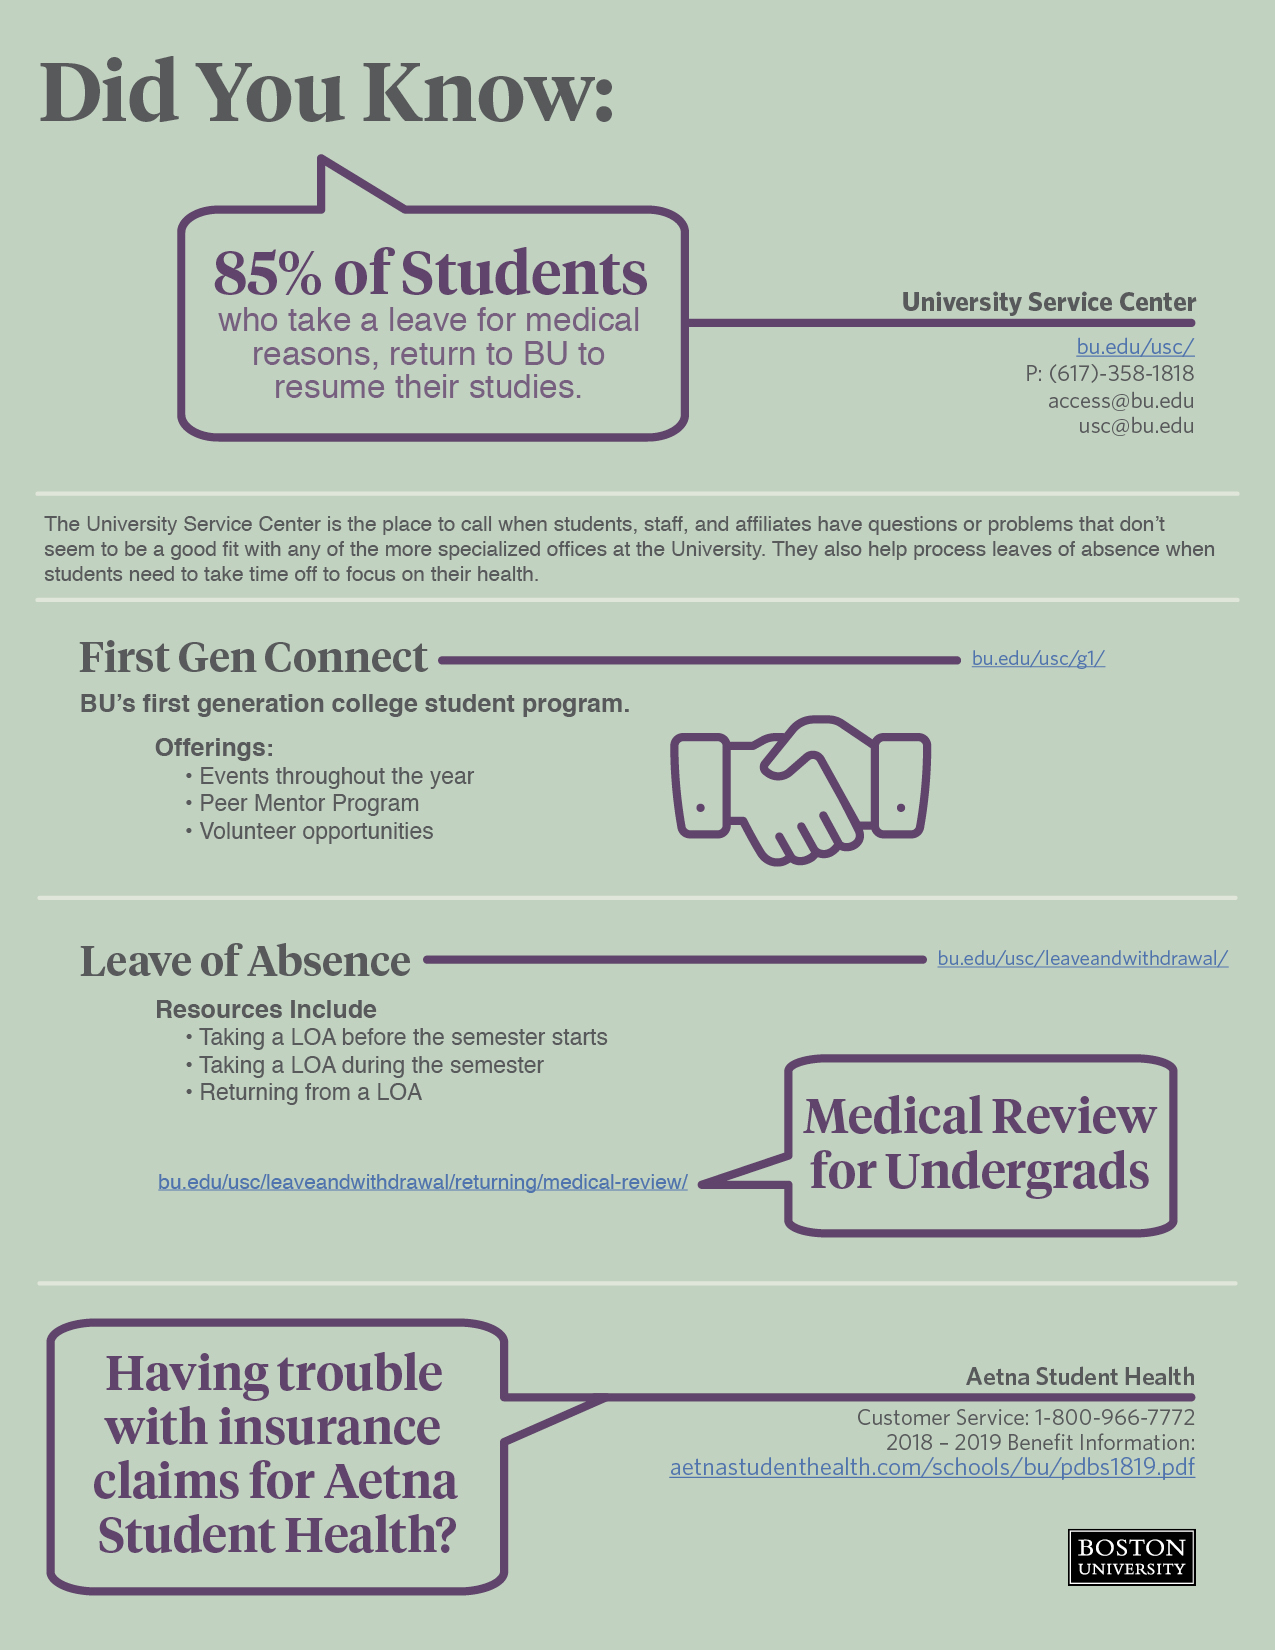 Did You Know:
85% of Students
who take a leave for medical
reasons, return to BU to
resume their studies.
University Service Center
bu.edu/usc/
P: (617)-358-1818
access@bu.edu
usc@bu.edu
The University Service Center is the place to call when students, staff, and affiliates have questions or problems that don’t
seem to be a good fit with any of the more specialized offices at the University. They also help process leaves of absence when
students need to take time off to focus on their health.
First Gen Connect
bu.edu/usc/g1/
BU’s first generation college student program.
Offerings:
• Events throughout the year
• Peer Mentor Program
• Volunteer opportunities
Leave of Absence
bu.edu/usc/leaveandwithdrawal/
Resources Include
• Taking a LOA before the semester starts
• Taking a LOA during the semester
• Returning from a LOA
Medical Review
for Undergrads
bu.edu/usc/leaveandwithdrawal/returning/medical-review/
Having trouble
with insurance
claims for Aetna
Student Health?
Aetna Student Health
Customer Service: 1-800-966-7772
2018 – 2019 Benefit Information:
aetnastudenthealth.com/schools/bu/pdbs1819.pdf
BOSTON
UNIVERSITY